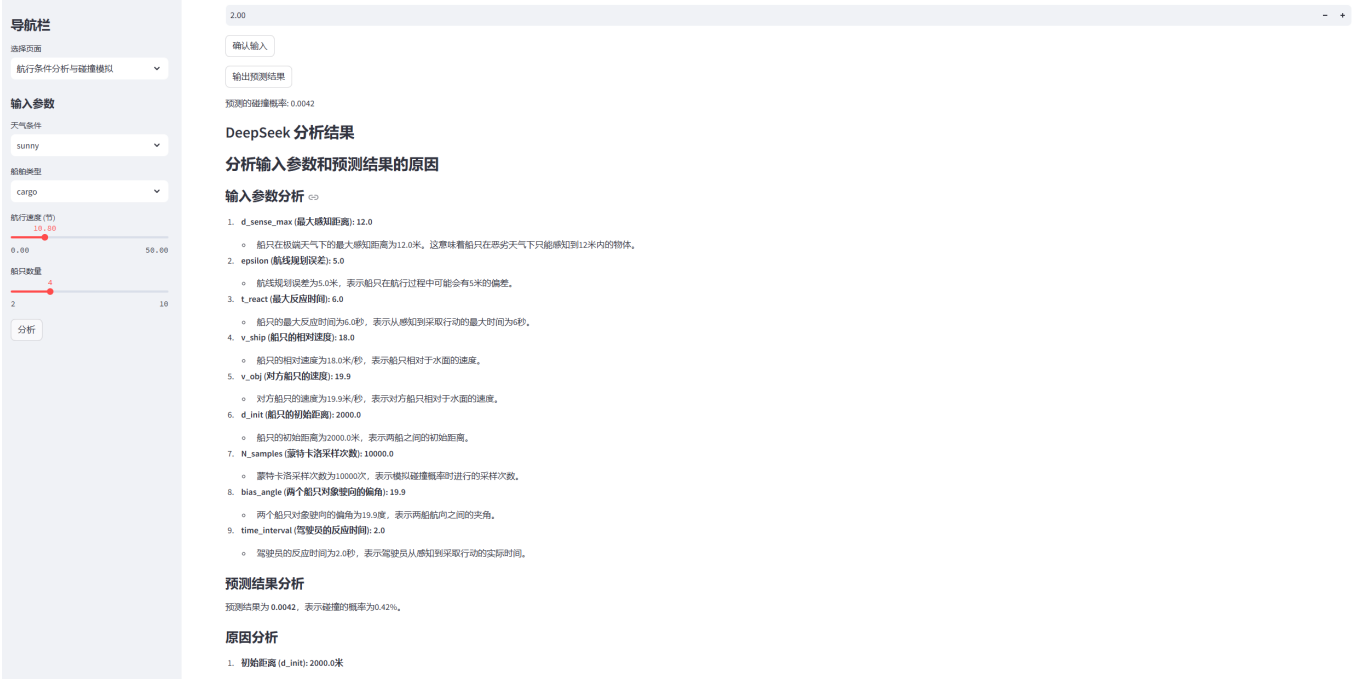 导航栏
选择页面
航行条件分析与碰撞模拟
输入参数
天气条件
sunny
船舶类型
cargo
航行速度 (节)
10.80
0.00 50.00
船只数量
4
2 10
分析
2.00
− +
确认输入
输出预测结果
预测的碰撞概率: 0.0042
DeepSeek 分析结果
分析输入参数和预测结果的原因
输入参数分析
1. d_sense_max (最大感知距离): 12.0
船只在极端天气下的最大感知距离为12.0米。这意味着船只在恶劣天气下只能感知到12米内的物体。
2. epsilon (航线规划误差): 5.0
航线规划误差为5.0米，表示船只在航行过程中可能会有5米的偏差。
3. t_react (最大反应时间): 6.0
船只的最大反应时间为6.0秒，表示从感知到采取行动的最大时间为6秒。
4. v_ship (船只的相对速度): 18.0
船只的相对速度为18.0米/秒，表示船只相对于水面的速度。
5. v_obj (对方船只的速度): 19.9
对方船只的速度为19.9米/秒，表示对方船只相对于水面的速度。
6. d_init (船只的初始距离): 2000.0
船只的初始距离为2000.0米，表示两船之间的初始距离。
7. N_samples (蒙特卡洛采样次数): 10000.0
蒙特卡洛采样次数为10000次，表示模拟碰撞概率时进行的采样次数。
8. bias_angle (两个船只对象驶向的偏角): 19.9
两个船只对象驶向的偏角为19.9度，表示两船航向之间的夹角。
9. time_interval (驾驶员的反应时间): 2.0
驾驶员的反应时间为2.0秒，表示驾驶员从感知到采取行动的实际时间。
预测结果分析
预测结果为 0.0042，表示碰撞的概率为0.42%。
原因分析
1. 初始距离 (d_init): 2000.0米